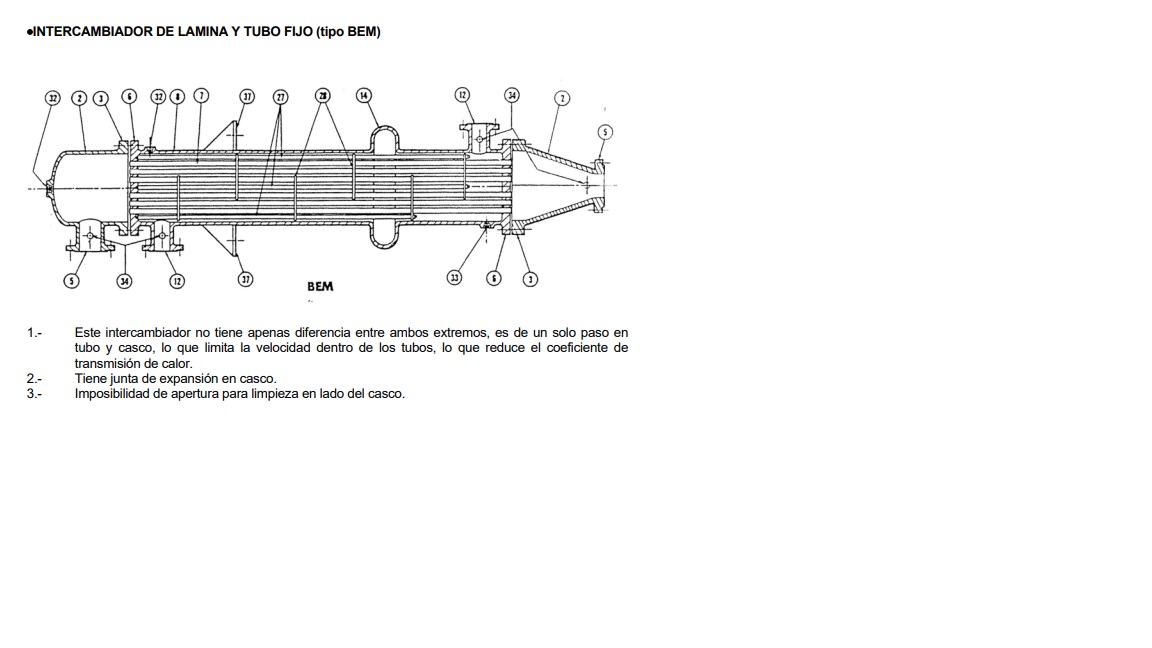 •INTERCAMBIADOR DE LAMINA Y TUBO FIJO (tipo BEM)
32 2 3 6 32 8 7 37 27 28 14 12 34 2
5
5 34 12 37 33 6 3
BEM
1.- Este intercambiador no tiene apenas diferencia entre ambos extremos, es de un solo paso en
tubo y casco, lo que limita la velocidad dentro de los tubos, lo que reduce el coeficiente de
transmisión de calor.
2.- Tiene junta de expansión en casco.
3.- Imposibilidad de apertura para limpieza en lado del casco.